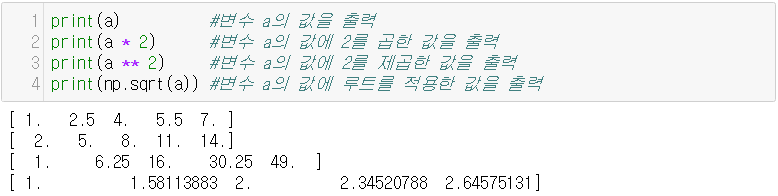 1 print(a) #변수 a의 값을 출력
2 print(a * 2) #변수 a의 값에 2를 곱한 값을 출력
3 print(a ** 2) #변수 a의 값에 2를 제곱한 값을 출력
4 print(np.sqrt(a)) #변수 a의 값에 루트를 적용한 값을 출력
[ 1. 2.5 4. 5.5 7. ]
[ 2. 5. 8. 11. 14.]
[ 1. 6.25 16. 30.25 49. ]
[ 1. 1.58113883 2. 2.34520788 2.64575131]